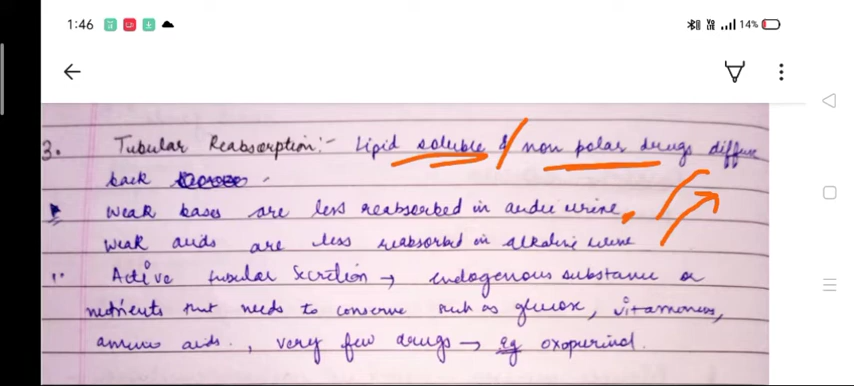 1:46
14%
3. Tubular Reabsorption:- Lipid soluble & non polar drugs diffuse
back
Weak bases are less reabsorbed in acidic urine,
weak acids are less reabsorbed in alkaline urine
Active tubular Secretion → endogenous substance or
nutrients that needs to conserve such as glucose, vitamones,
amino acids, very few drugs → eg oxopurinol.